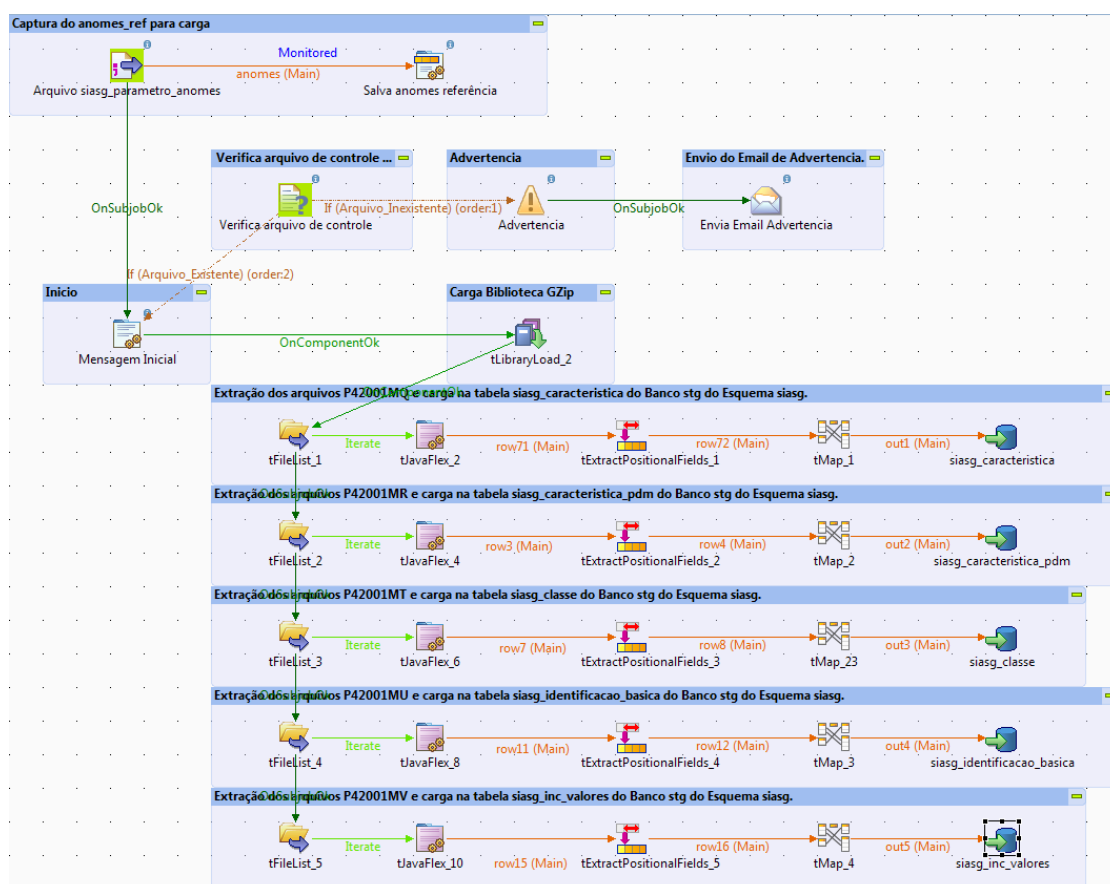 Captura do anomes_ref para carga
Monitored
anomes (Main)
Arquivo siasg_parametro_anomes
Salva anomes referência
Verifica arquivo de controle ...
Advertencia
Envio do Email de Advertencia.
OnSubjobOk
If (Arquivo_Inexistente) (order:1)
OnSubjobOk
Verifica arquivo de controle
Advertencia
Envia Email Advertencia
If (Arquivo_Existente) (order:2)
Inicio
Carga Biblioteca GZip
OnComponentOk
Mensagem Inicial
tLibraryLoad_2
Extração dos arquivos P42001MQ e carga na tabela siasg_caracteristica do Banco stg do Esquema siasg.
OnComponentOk
Iterate
row71 (Main)
row72 (Main)
out1 (Main)
tFileList_1
tJavaFlex_2
tExtractPositionalFields_1
tMap_1
siasg_caracteristica
Extração dos arquivos P42001MR e carga na tabela siasg_caracteristica_pdm do Banco stg do Esquema siasg.
OnSubjobOk
Iterate
row3 (Main)
row4 (Main)
out2 (Main)
tFileList_2
tJavaFlex_4
tExtractPositionalFields_2
tMap_2
siasg_caracteristica_pdm
Extração dos arquivos P42001MT e carga na tabela siasg_classe do Banco stg do Esquema siasg.
OnSubjobOk
Iterate
row7 (Main)
row8 (Main)
out3 (Main)
tFileList_3
tJavaFlex_6
tExtractPositionalFields_3
tMap_23
siasg_classe
Extração dos arquivos P42001MU e carga na tabela siasg_identificacao_basica do Banco stg do Esquema siasg.
OnSubjobOk
Iterate
row11 (Main)
row12 (Main)
out4 (Main)
tFileList_4
tJavaFlex_8
tExtractPositionalFields_4
tMap_3
siasg_identificacao_basica
Extração dos arquivos P42001MV e carga na tabela siasg_inc_valores do Banco stg do Esquema siasg.
OnSubjobOk
Iterate
row15 (Main)
row16 (Main)
out5 (Main)
tFileList_5
tJavaFlex_10
tExtractPositionalFields_5
tMap_4
siasg_inc_valores